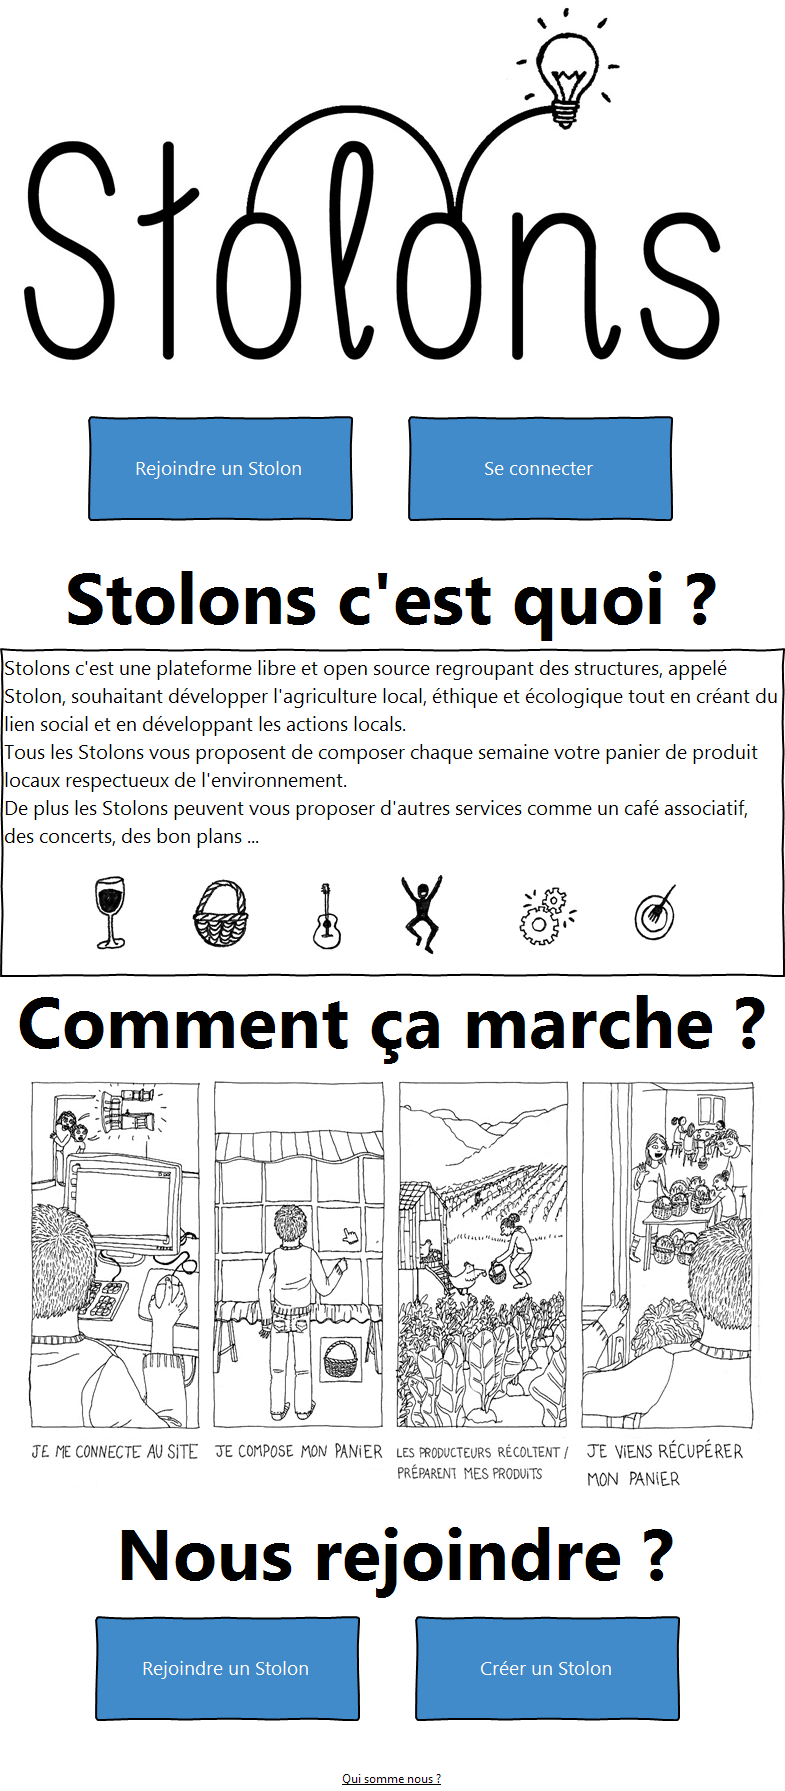 Stolons
Rejoindre un Stolon
Se connecter
Stolons c'est quoi ?
Stolons c'est une plateforme libre et open source regroupant des structures, appelé
Stolon, souhaitant développer l'agriculture local, éthique et écologique tout en créant du
lien social et en développant les actions locals.
Tous les Stolons vous proposent de composer chaque semaine votre panier de produit
locaux respectueux de l'environnement.
De plus les Stolons peuvent vous proposer d'autres services comme un café associatif,
des concerts, des bon plans ...
Comment ça marche ?
JE ME CONNECTE AU SITE
JE COMPOSE MON PANIER
LES PRODUCTEURS RÉCOLTENT /
PRÉPARENT MES PRODUITS
JE VIENS RÉCUPÉRER
MON PANIER
Nous rejoindre ?
Rejoindre un Stolon
Créer un Stolon
Qui somme nous ?